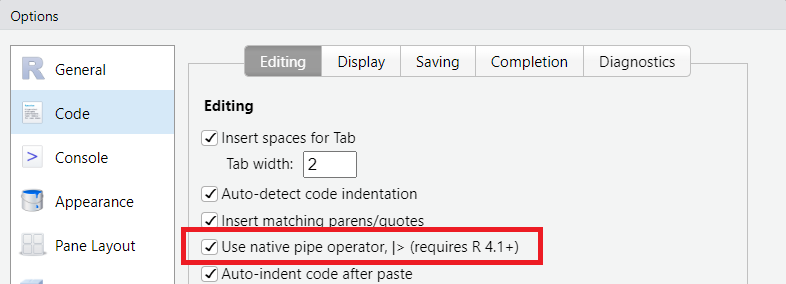 Options
General
Code
Console
Appearance
Pane Layout
Editing Display Saving Completion Diagnostics
Editing
Insert spaces for Tab
Tab width: 2
Auto-detect code indentation
Insert matching parens/quotes
Use native pipe operator, |> (requires R 4.1+)
Auto-indent code after paste